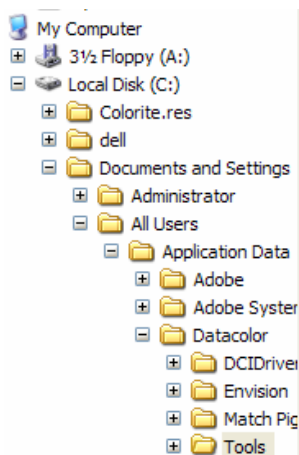 My Computer
3½ Floppy (A:)
Local Disk (C:)
Colorite.res
dell
Documents and Settings
Administrator
All Users
Application Data
Adobe
Adobe Syster
Datacolor
DCIDriver
Envision
Match Pig
Tools